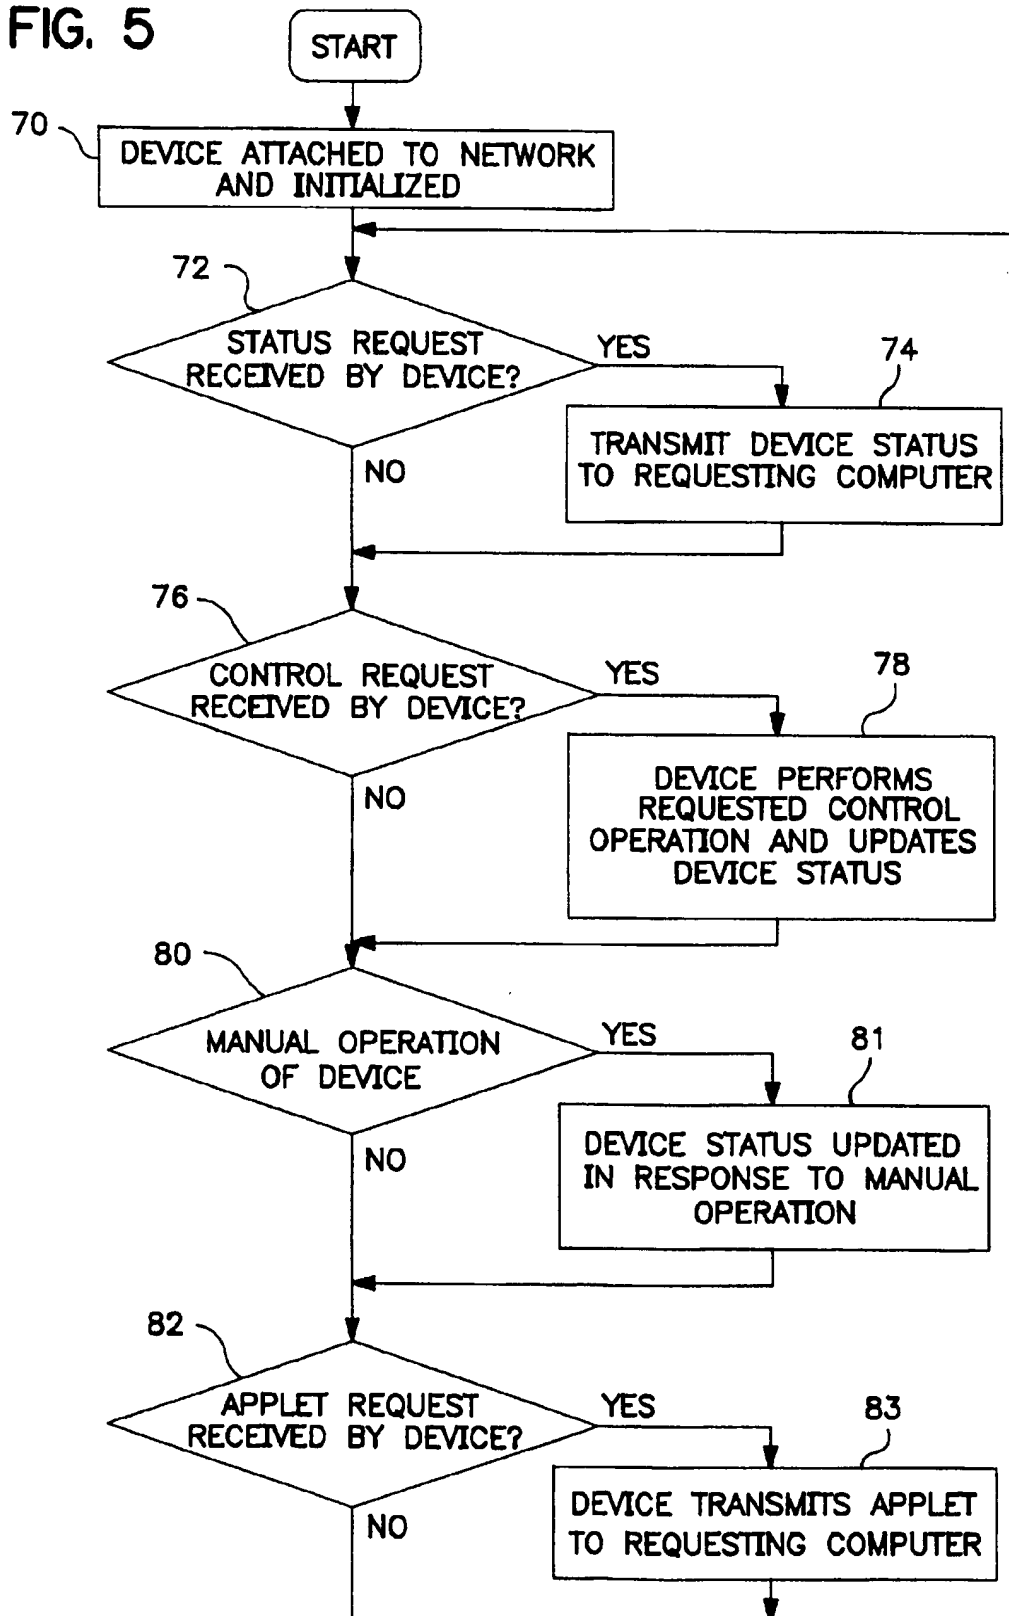 FIG. 5
START
70
DEVICE ATTACHED TO NETWORK
AND INITIALIZED
72
STATUS REQUEST
RECEIVED BY DEVICE?
YES
74
TRANSMIT DEVICE STATUS
TO REQUESTING COMPUTER
NO
76
CONTROL REQUEST
RECEIVED BY DEVICE?
YES
78
DEVICE PERFORMS
REQUESTED CONTROL
OPERATION AND UPDATES
DEVICE STATUS
NO
80
MANUAL OPERATION
OF DEVICE
YES
81
DEVICE STATUS UPDATED
IN RESPONSE TO MANUAL
OPERATION
NO
82
APPLET REQUEST
RECEIVED BY DEVICE?
YES
83
DEVICE TRANSMITS APPLET
TO REQUESTING COMPUTER
NO